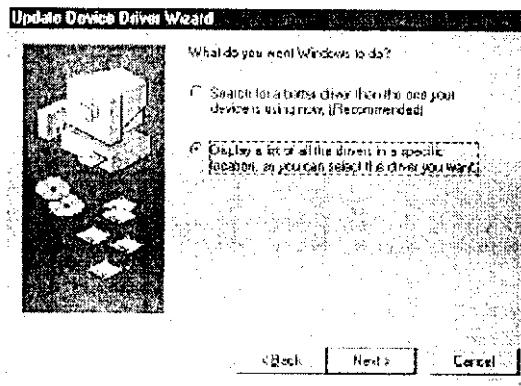 Update Device Driver Wizard
What do you want Windows to do?
Search for a better driver than the one your
device is using now. (Recommended)
Display a list of all the drivers in a specific
location, so you can select the driver you want.
< Back
Next >
Cancel